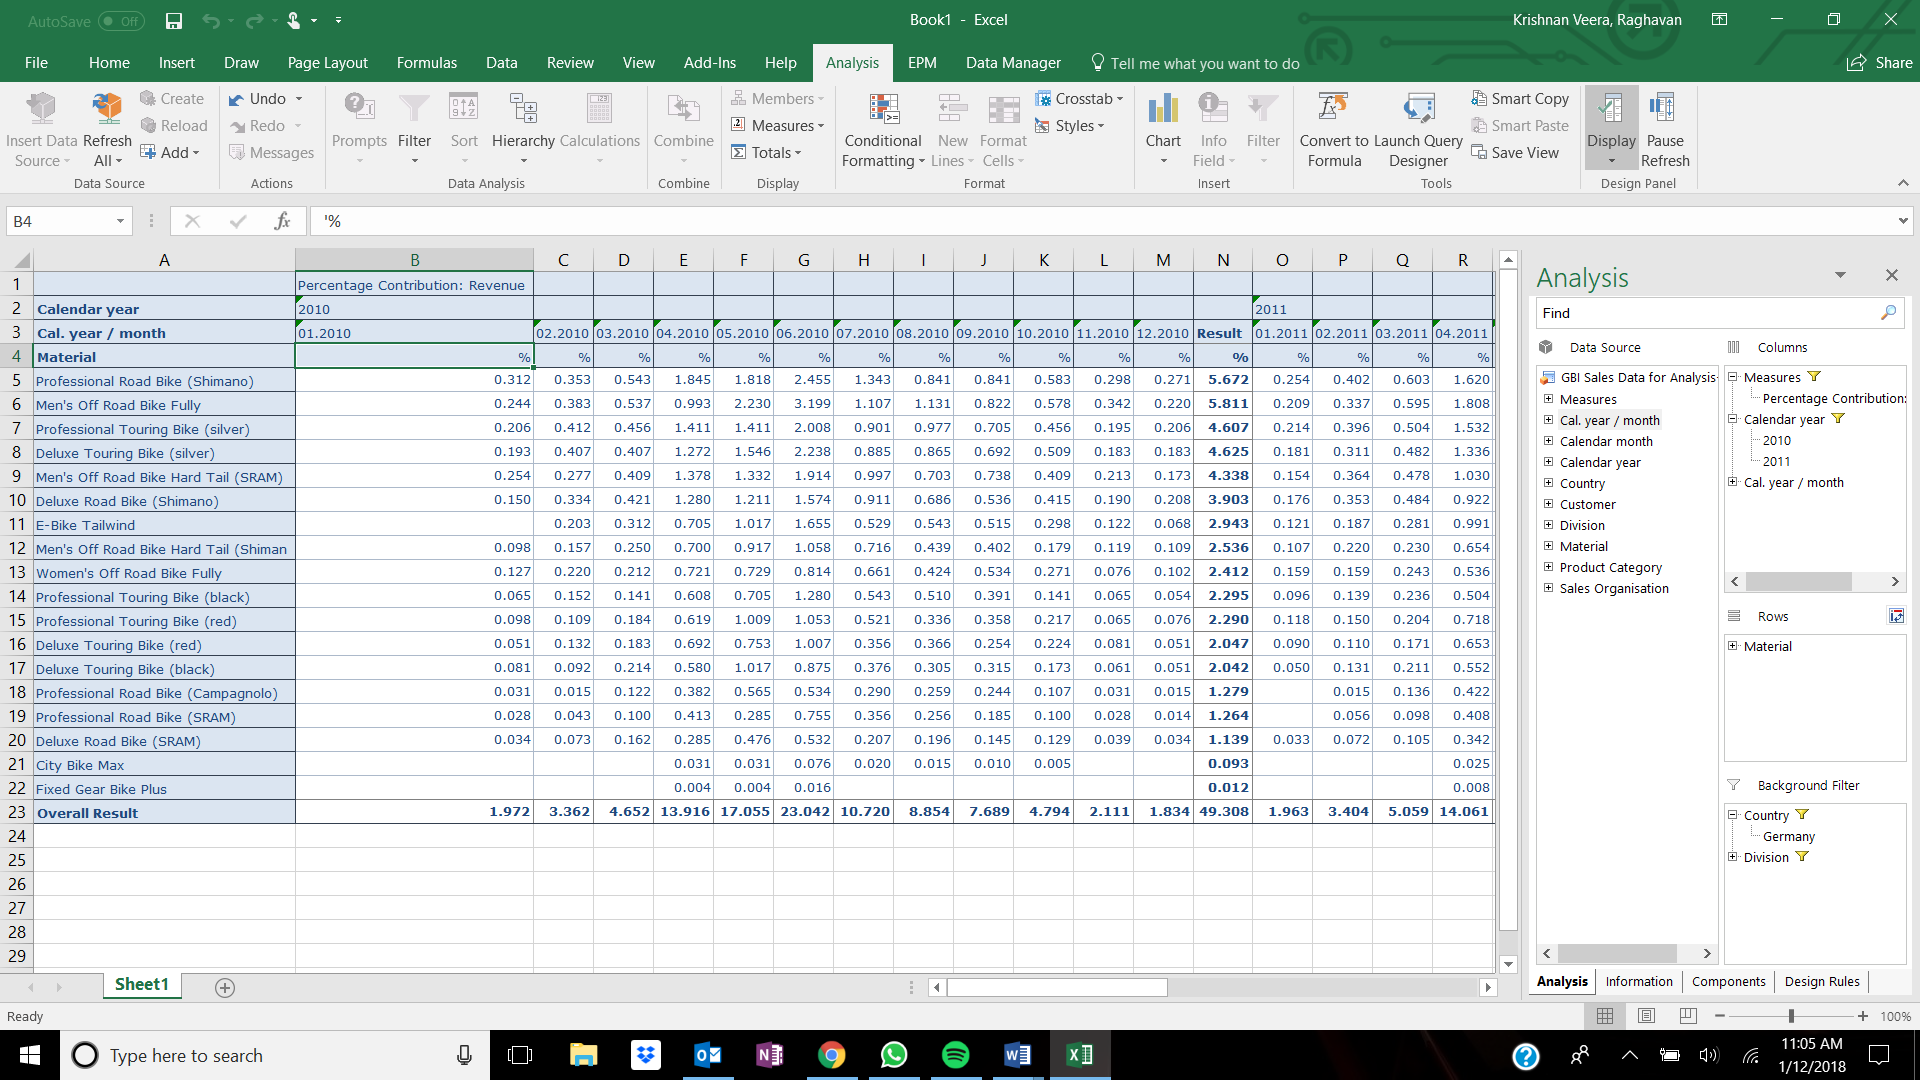 AutoSave Off
Book1 - Excel
Krishnan Veera, Raghavan
File Home Insert Draw Page Layout Formulas Data Review View Add-Ins Help Analysis EPM Data Manager Tell me what you want to do Share
Insert Data Source
Refresh All
Create
Reload
Add
Data Source
Undo
Redo
Messages
Actions
Prompts Filter Sort Hierarchy Calculations
Data Analysis
Combine
Combine
Members
Measures
Totals
Display
Conditional Formatting
New Lines
Format Cells
Crosstab
Styles
Format
Chart
Info Field
Filter
Insert
Convert to Formula
Launch Query Designer
Smart Copy
Smart Paste
Save View
Tools
Display
Pause Refresh
Design Panel
B4 fx '%
A B C D E F G H I J K L M N O P Q R
1 Percentage Contribution: Revenue
2 Calendar year 2010 2011
3 Cal. year / month 01.2010 02.2010 03.2010 04.2010 05.2010 06.2010 07.2010 08.2010 09.2010 10.2010 11.2010 12.2010 Result 01.2011 02.2011 03.2011 04.2011
4 Material % % % % % % % % % % % % % % % % %
5 Professional Road Bike (Shimano) 0.312 0.353 0.543 1.845 1.818 2.455 1.343 0.841 0.841 0.583 0.298 0.271 5.672 0.254 0.402 0.603 1.620
6 Men's Off Road Bike Fully 0.244 0.383 0.537 0.993 2.230 3.199 1.107 1.131 0.822 0.578 0.342 0.220 5.811 0.209 0.337 0.595 1.808
7 Professional Touring Bike (silver) 0.206 0.412 0.456 1.411 1.411 2.008 0.901 0.977 0.705 0.456 0.195 0.206 4.607 0.214 0.396 0.504 1.532
8 Deluxe Touring Bike (silver) 0.193 0.407 0.407 1.272 1.546 2.238 0.885 0.865 0.692 0.509 0.183 0.183 4.625 0.181 0.311 0.482 1.336
9 Men's Off Road Bike Hard Tail (SRAM) 0.254 0.277 0.409 1.378 1.332 1.914 0.997 0.703 0.738 0.409 0.213 0.173 4.338 0.154 0.364 0.478 1.030
10 Deluxe Road Bike (Shimano) 0.150 0.334 0.421 1.280 1.211 1.574 0.911 0.686 0.536 0.415 0.190 0.208 3.903 0.176 0.353 0.484 0.922
11 E-Bike Tailwind 0.203 0.312 0.705 1.017 1.655 0.529 0.543 0.515 0.298 0.122 0.068 2.943 0.121 0.187 0.281 0.991
12 Men's Off Road Bike Hard Tail (Shiman 0.098 0.157 0.250 0.700 0.917 1.058 0.716 0.439 0.402 0.179 0.119 0.109 2.536 0.107 0.220 0.230 0.654
13 Women's Off Road Bike Fully 0.127 0.220 0.212 0.721 0.729 0.814 0.661 0.424 0.534 0.271 0.076 0.102 2.412 0.159 0.159 0.243 0.536
14 Professional Touring Bike (black) 0.065 0.152 0.141 0.608 0.705 1.280 0.543 0.510 0.391 0.141 0.065 0.054 2.295 0.096 0.139 0.236 0.504
15 Professional Touring Bike (red) 0.098 0.109 0.184 0.619 1.009 1.053 0.521 0.336 0.358 0.217 0.065 0.076 2.290 0.118 0.150 0.204 0.718
16 Deluxe Touring Bike (red) 0.051 0.132 0.183 0.692 0.753 1.007 0.356 0.366 0.254 0.224 0.081 0.051 2.047 0.090 0.110 0.171 0.653
17 Deluxe Touring Bike (black) 0.081 0.092 0.214 0.580 1.017 0.875 0.376 0.305 0.315 0.173 0.061 0.051 2.042 0.050 0.131 0.211 0.552
18 Professional Road Bike (Campagnolo) 0.031 0.015 0.122 0.382 0.565 0.534 0.290 0.259 0.244 0.107 0.031 0.015 1.279 0.015 0.136 0.422
19 Professional Road Bike (SRAM) 0.028 0.043 0.100 0.413 0.285 0.755 0.356 0.256 0.185 0.100 0.028 0.014 1.264 0.056 0.098 0.408
20 Deluxe Road Bike (SRAM) 0.034 0.073 0.162 0.285 0.476 0.532 0.207 0.196 0.145 0.129 0.039 0.034 1.139 0.033 0.072 0.105 0.342
21 City Bike Max 0.031 0.031 0.076 0.020 0.015 0.010 0.005 0.093 0.025
22 Fixed Gear Bike Plus 0.004 0.004 0.016 0.012 0.008
23 Overall Result 1.972 3.362 4.652 13.916 17.055 23.042 10.720 8.854 7.689 4.794 2.111 1.834 49.308 1.963 3.404 5.059 14.061
24
25
26
27
28
29
Sheet1
Analysis
Find
Data Source
GBI Sales Data for Analysis
Measures
Cal. year / month
Calendar month
Calendar year
Country
Customer
Division
Material
Product Category
Sales Organisation
Columns
Measures
Percentage Contribution:
Calendar year
2010
2011
Cal. year / month
Rows
Material
Background Filter
Country
Germany
Division
Analysis Information Components Design Rules
Ready
100%
Type here to search
11:05 AM
1/12/2018